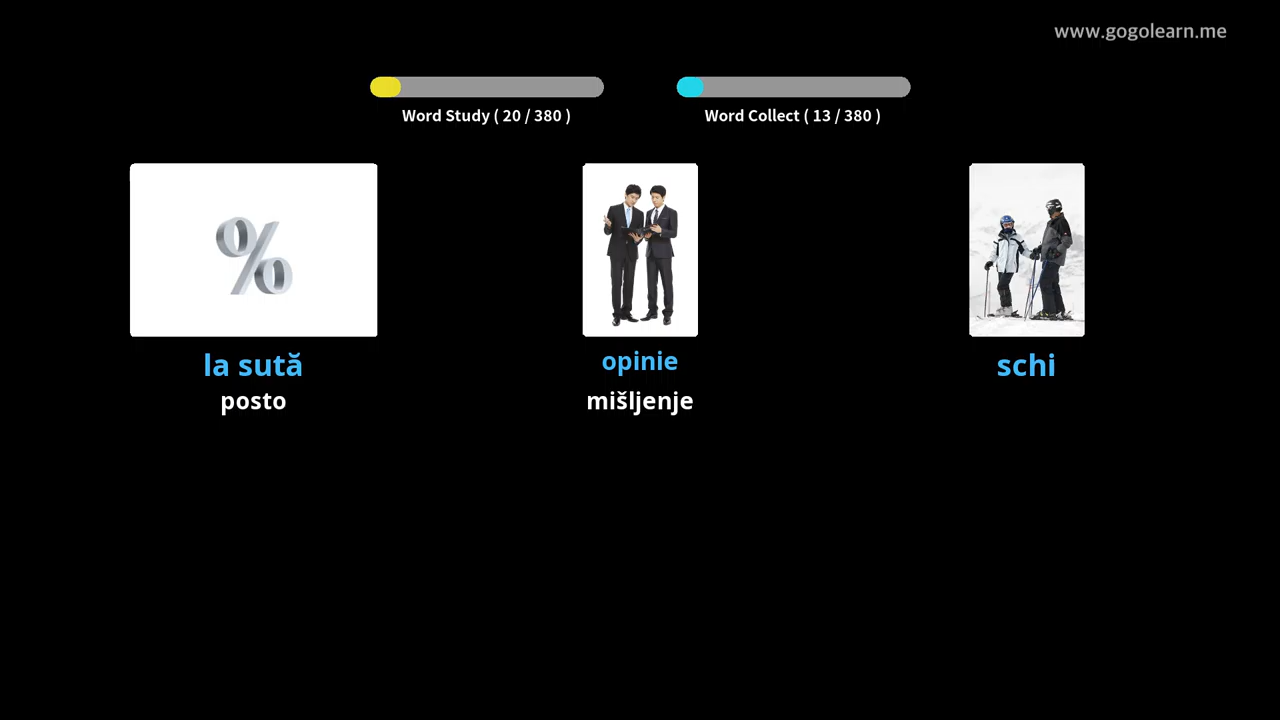 www.gogolearn.me
Word Study ( 20 / 380 )
Word Collect ( 13 / 380 )
%
la sută
posto
opinie
mišljenje
schi